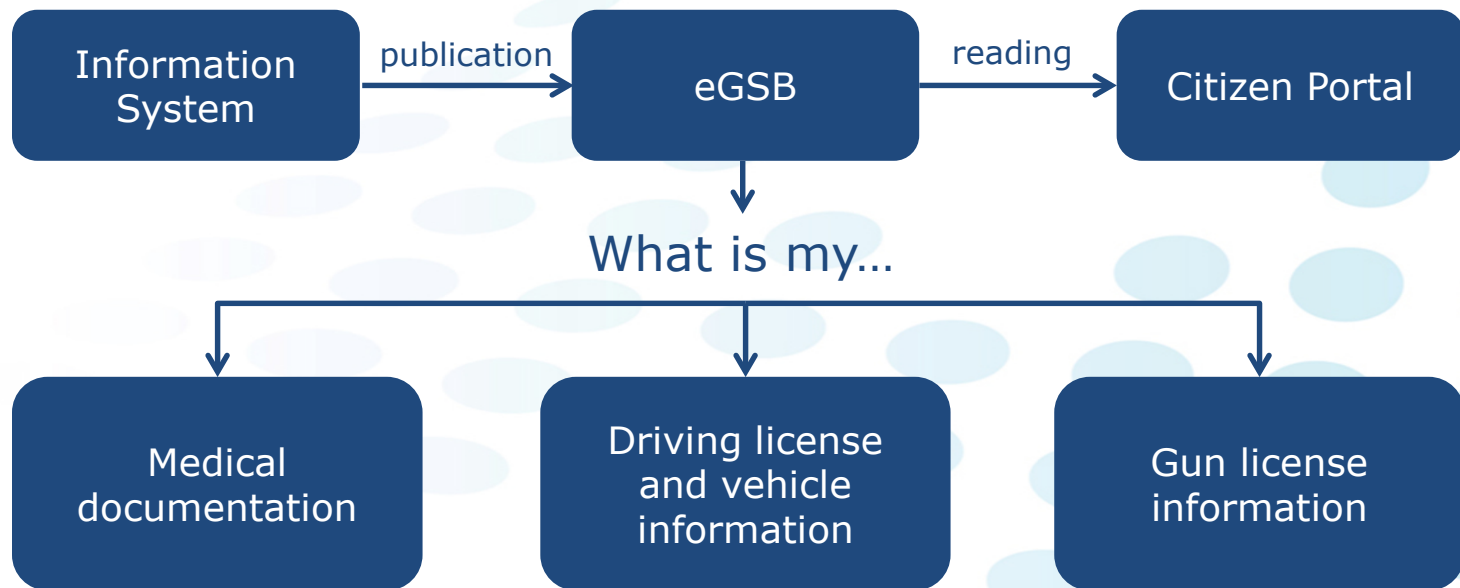 Information
System
publication
eGSB
reading
Citizen Portal
What is my...
Medical
documentation
Driving license
and vehicle
information
Gun license
information